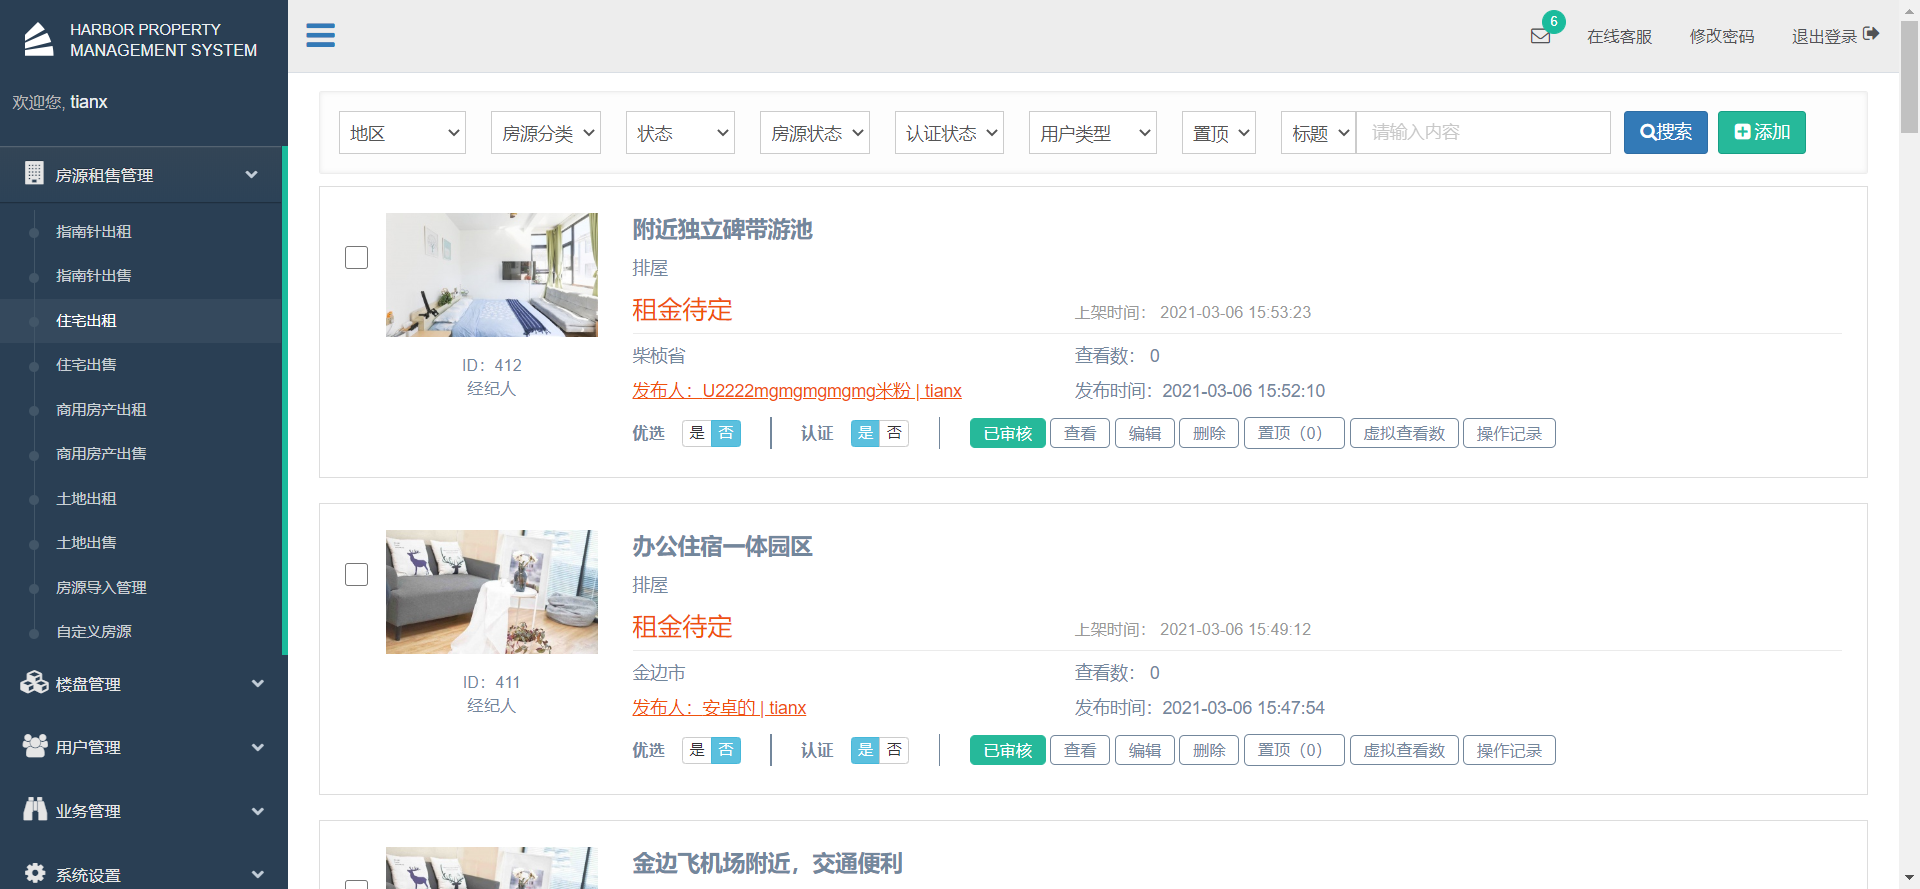 HARBOR PROPERTY
MANAGEMENT SYSTEM
欢迎您, tianx
房源租售管理
指南针出租
指南针出售
住宅出租
住宅出售
商用房产出租
商用房产出售
土地出租
土地出售
房源导入管理
自定义房源
楼盘管理
用户管理
业务管理
系统设置
6
在线客服
修改密码
退出登录
地区 房源分类 状态 房源状态 认证状态 用户类型 置顶 标题 请输入内容 搜索 添加
附近独立碑带游池
排屋
租金待定 上架时间： 2021-03-06 15:53:23
柴桢省 查看数： 0
发布人：U2222mgmgmgmgmg米粉 | tianx 发布时间：2021-03-06 15:52:10
ID：412
经纪人
优选 是 否 认证 是 否 已审核 查看 编辑 删除 置顶（0） 虚拟查看数 操作记录
办公住宿一体园区
排屋
租金待定 上架时间： 2021-03-06 15:49:12
金边市 查看数： 0
发布人：安卓的 | tianx 发布时间：2021-03-06 15:47:54
ID：411
经纪人
优选 是 否 认证 是 否 已审核 查看 编辑 删除 置顶（0） 虚拟查看数 操作记录
金边飞机场附近，交通便利